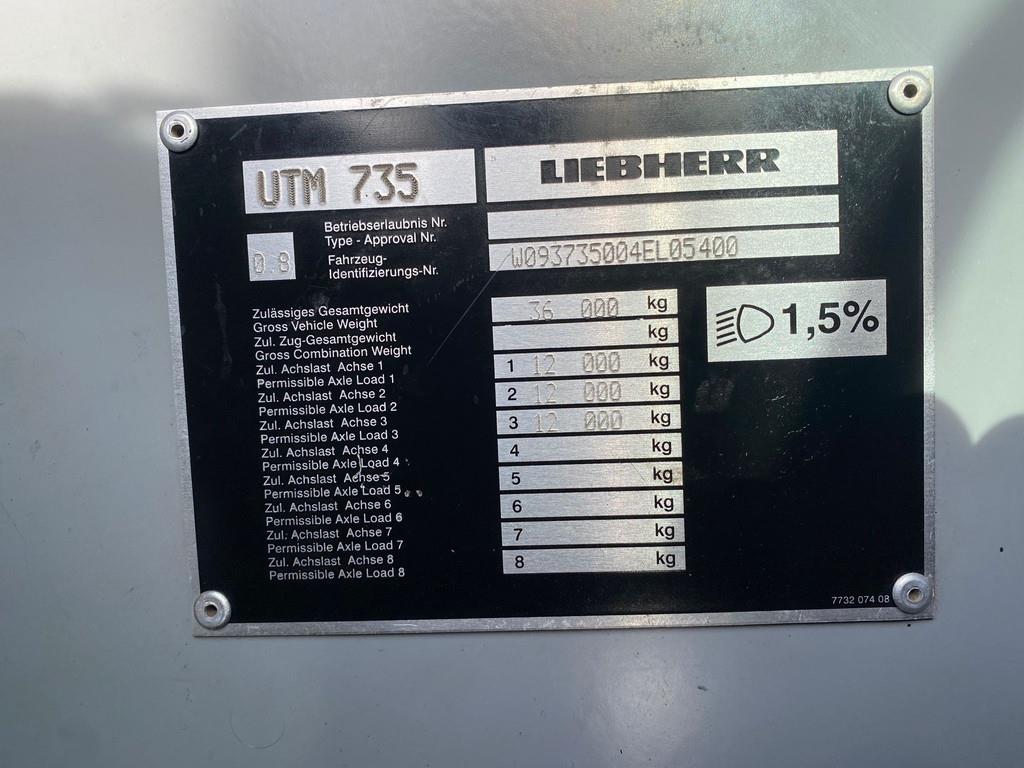 UTM 735
LIEBHERR
Betriebserlaubnis Nr.
Type - Approval Nr.
0.8
Fahrzeug-
Identifizierungs-Nr.
W093735004EL05400
Zulässiges Gesamtgewicht
Gross Vehicle Weight
36 000 kg
Zul. Zug-Gesamtgewicht
Gross Combination Weight
kg
Zul. Achslast Achse 1
Permissible Axle Load 1
1 12 000 kg
Zul. Achslast Achse 2
Permissible Axle Load 2
2 12 000 kg
Zul. Achslast Achse 3
Permissible Axle Load 3
3 12 000 kg
Zul. Achslast Achse 4
Permissible Axle Load 4
4 kg
Zul. Achslast Achse 5
Permissible Axle Load 5
5 kg
Zul. Achslast Achse 6
Permissible Axle Load 6
6 kg
Zul. Achslast Achse 7
Permissible Axle Load 7
7 kg
Zul. Achslast Achse 8
Permissible Axle Load 8
8 kg
1,5%
7732 074 08